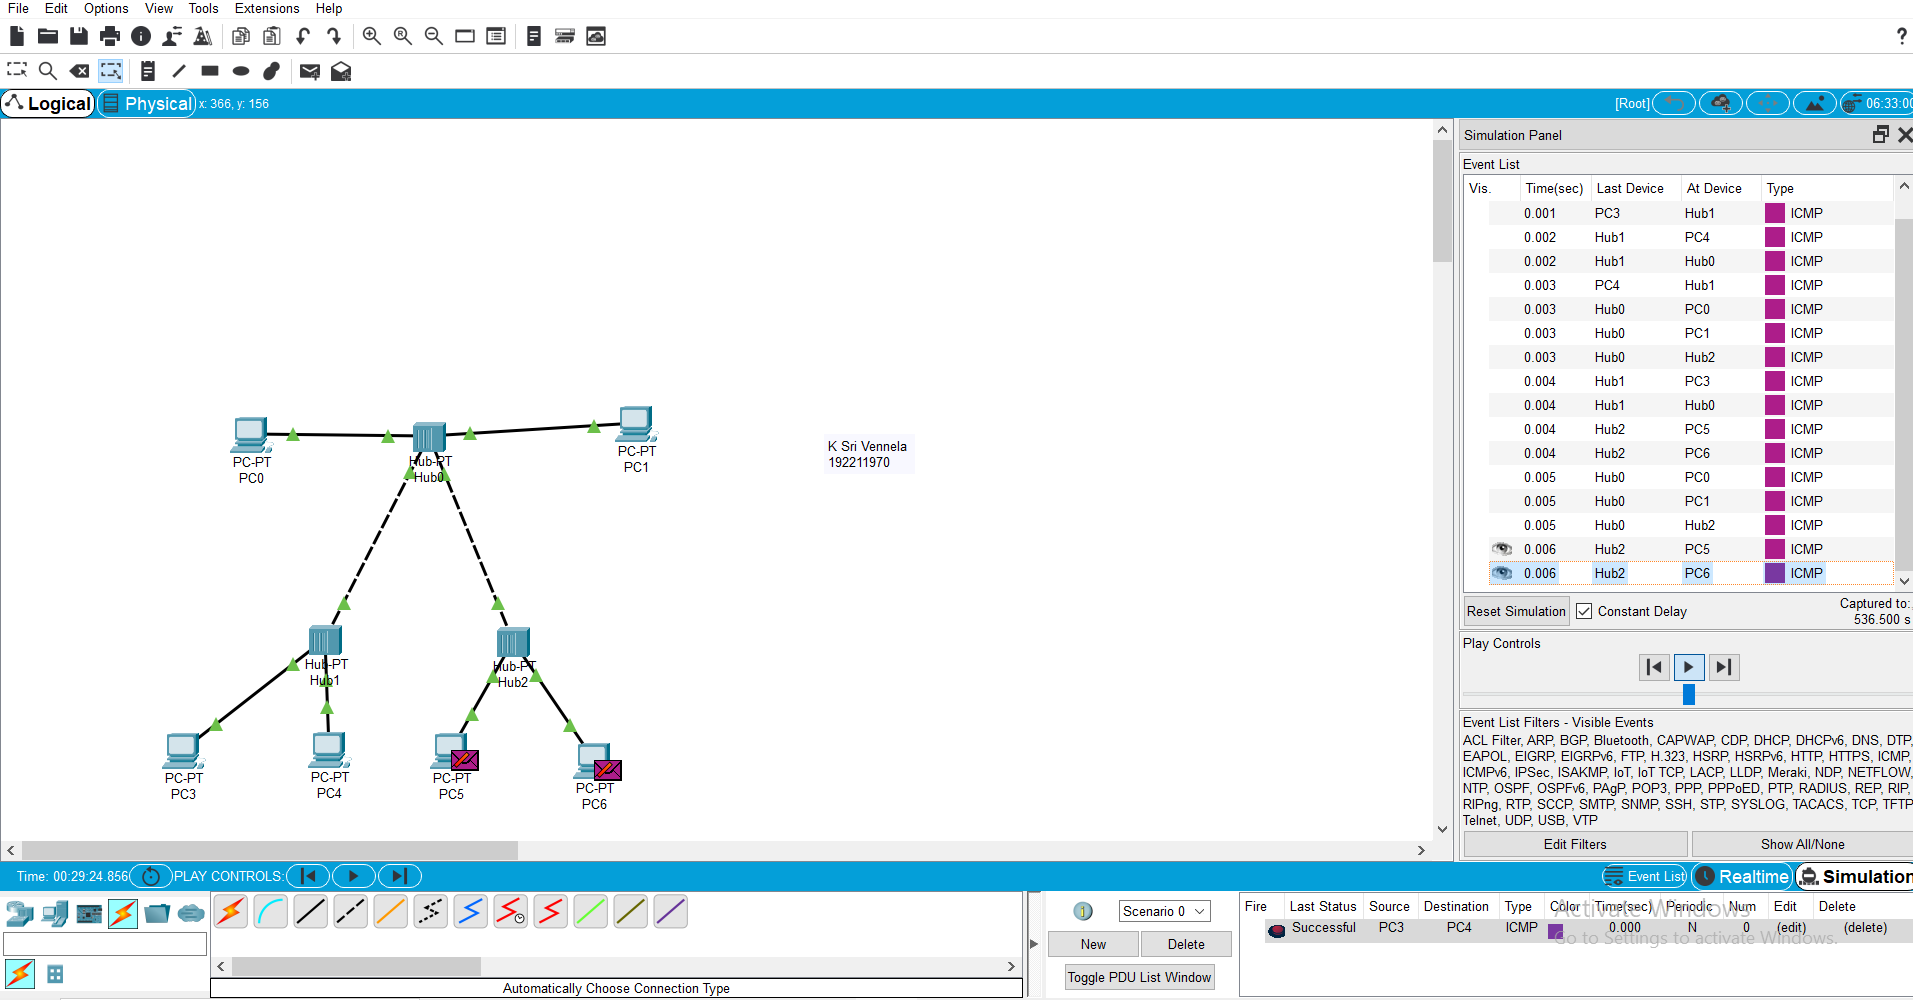 File Edit Options View Tools Extensions Help
?
Logical Physical x: 366, y: 156 [Root] 06:33:00
Simulation Panel
Event List
Vis. Time(sec) Last Device At Device Type
0.001 PC3 Hub1 ICMP
0.002 Hub1 PC4 ICMP
0.002 Hub1 Hub0 ICMP
0.003 PC4 Hub1 ICMP
0.003 Hub0 PC0 ICMP
0.003 Hub0 PC1 ICMP
0.003 Hub0 Hub2 ICMP
0.004 Hub1 PC3 ICMP
0.004 Hub1 Hub0 ICMP
0.004 Hub2 PC5 ICMP
0.004 Hub2 PC6 ICMP
0.005 Hub0 PC0 ICMP
0.005 Hub0 PC1 ICMP
0.005 Hub0 Hub2 ICMP
0.006 Hub2 PC5 ICMP
0.006 Hub2 PC6 ICMP
Reset Simulation Constant Delay Captured to:
536.500 s
Play Controls
Event List Filters - Visible Events
ACL Filter, ARP, BGP, Bluetooth, CAPWAP, CDP, DHCP, DHCPv6, DNS, DTP,
EAPOL, EIGRP, EIGRPv6, FTP, H.323, HSRP, HSRPv6, HTTP, HTTPS, ICMP,
ICMPv6, IPSec, ISAKMP, IoT, IoT TCP, LACP, LLDP, Meraki, NDP, NETFLOW,
NTP, OSPF, OSPFv6, PAgP, POP3, PPP, PPPoED, PTP, RADIUS, REP, RIP,
RIPng, RTP, SCCP, SMTP, SNMP, SSH, STP, SYSLOG, TACACS, TCP, TFTP
Telnet, UDP, USB, VTP
Edit Filters Show All/None
PC-PT
PC0
Hub-PT
Hub0
PC-PT
PC1
K Sri Vennela
192211970
Hub-PT
Hub1
Hub-PT
Hub2
PC-PT
PC3
PC-PT
PC4
PC-PT
PC5
PC-PT
PC6
Time: 00:29:24.856 PLAY CONTROLS: Event List Realtime Simulation
Scenario 0
New Delete
Toggle PDU List Window
Fire Last Status Source Destination Type Color Time(sec) Periodic Num Edit Delete
Successful PC3 PC4 ICMP 0.000 N 0 (edit) (delete)
Activate Windows
Go to Settings to activate Windows.
Automatically Choose Connection Type